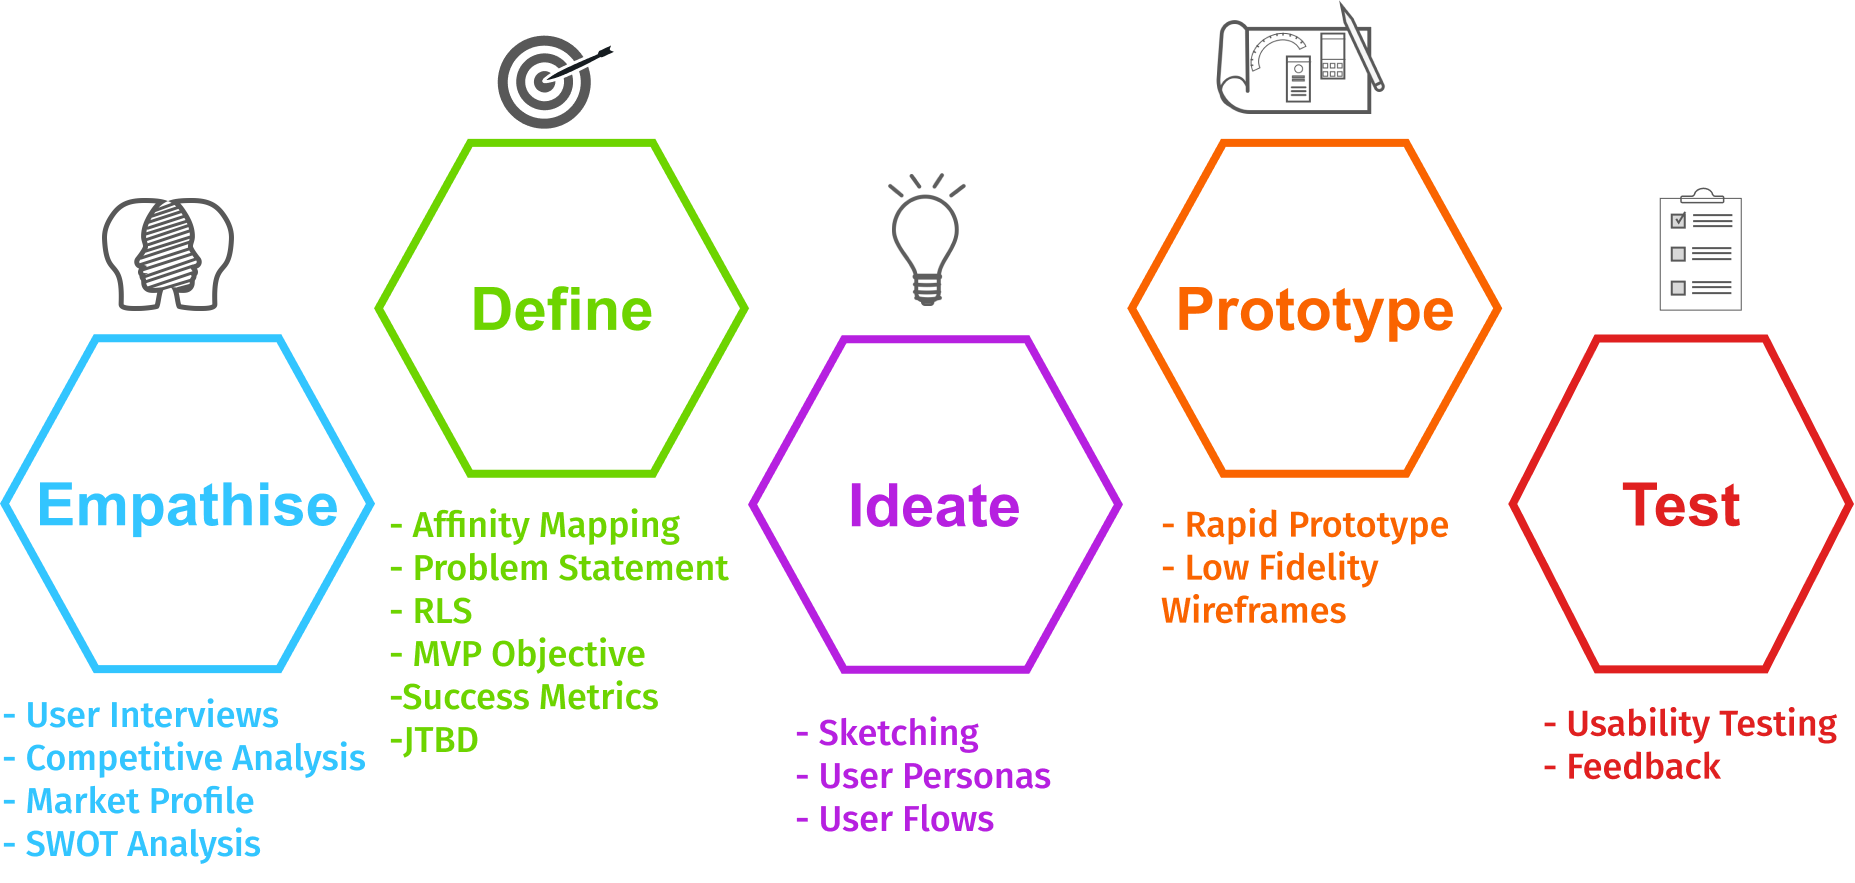 Empathise
- User Interviews
- Competitive Analysis
- Market Profile
- SWOT Analysis
Define
- Affinity Mapping
- Problem Statement
- RLS
- MVP Objective
-Success Metrics
-JTBD
Ideate
- Sketching
- User Personas
- User Flows
Prototype
- Rapid Prototype
- Low Fidelity
Wireframes
Test
- Usability Testing
- Feedback